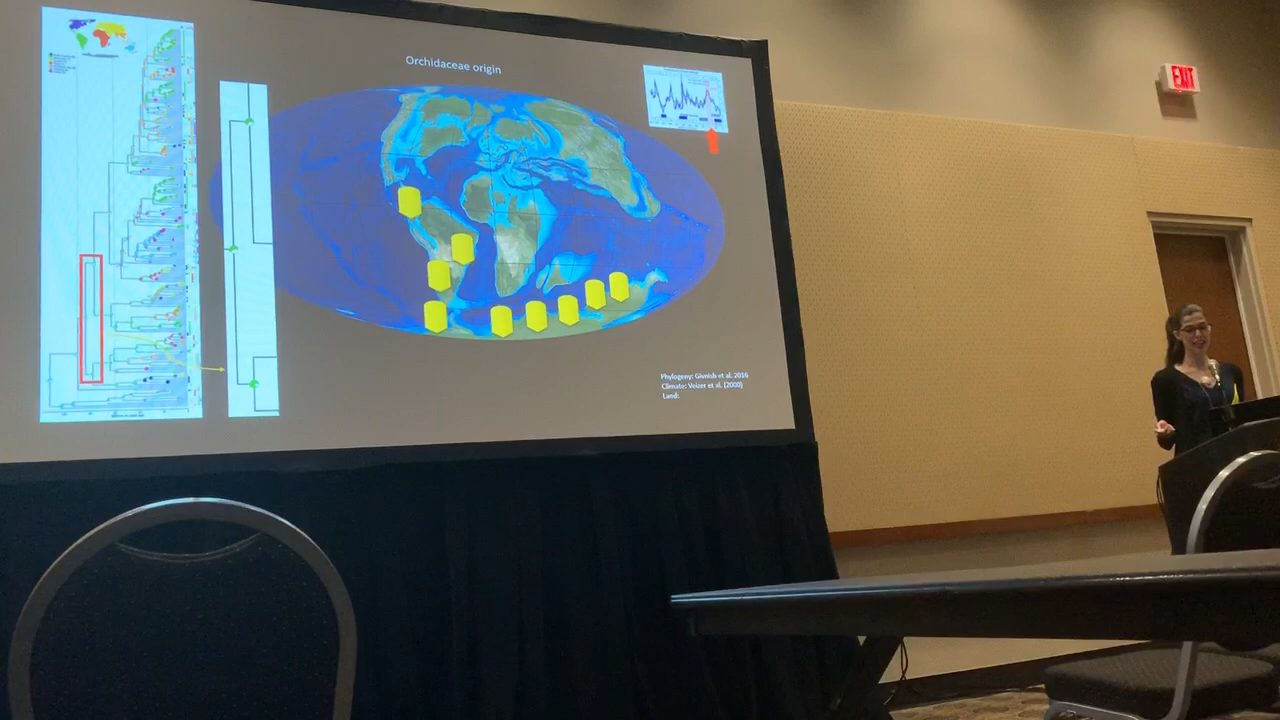 Orchidaceae origin
EXIT
Phylogeny: Givnish et al. 2016
Climate: Veizer et al. (2000)
Land: